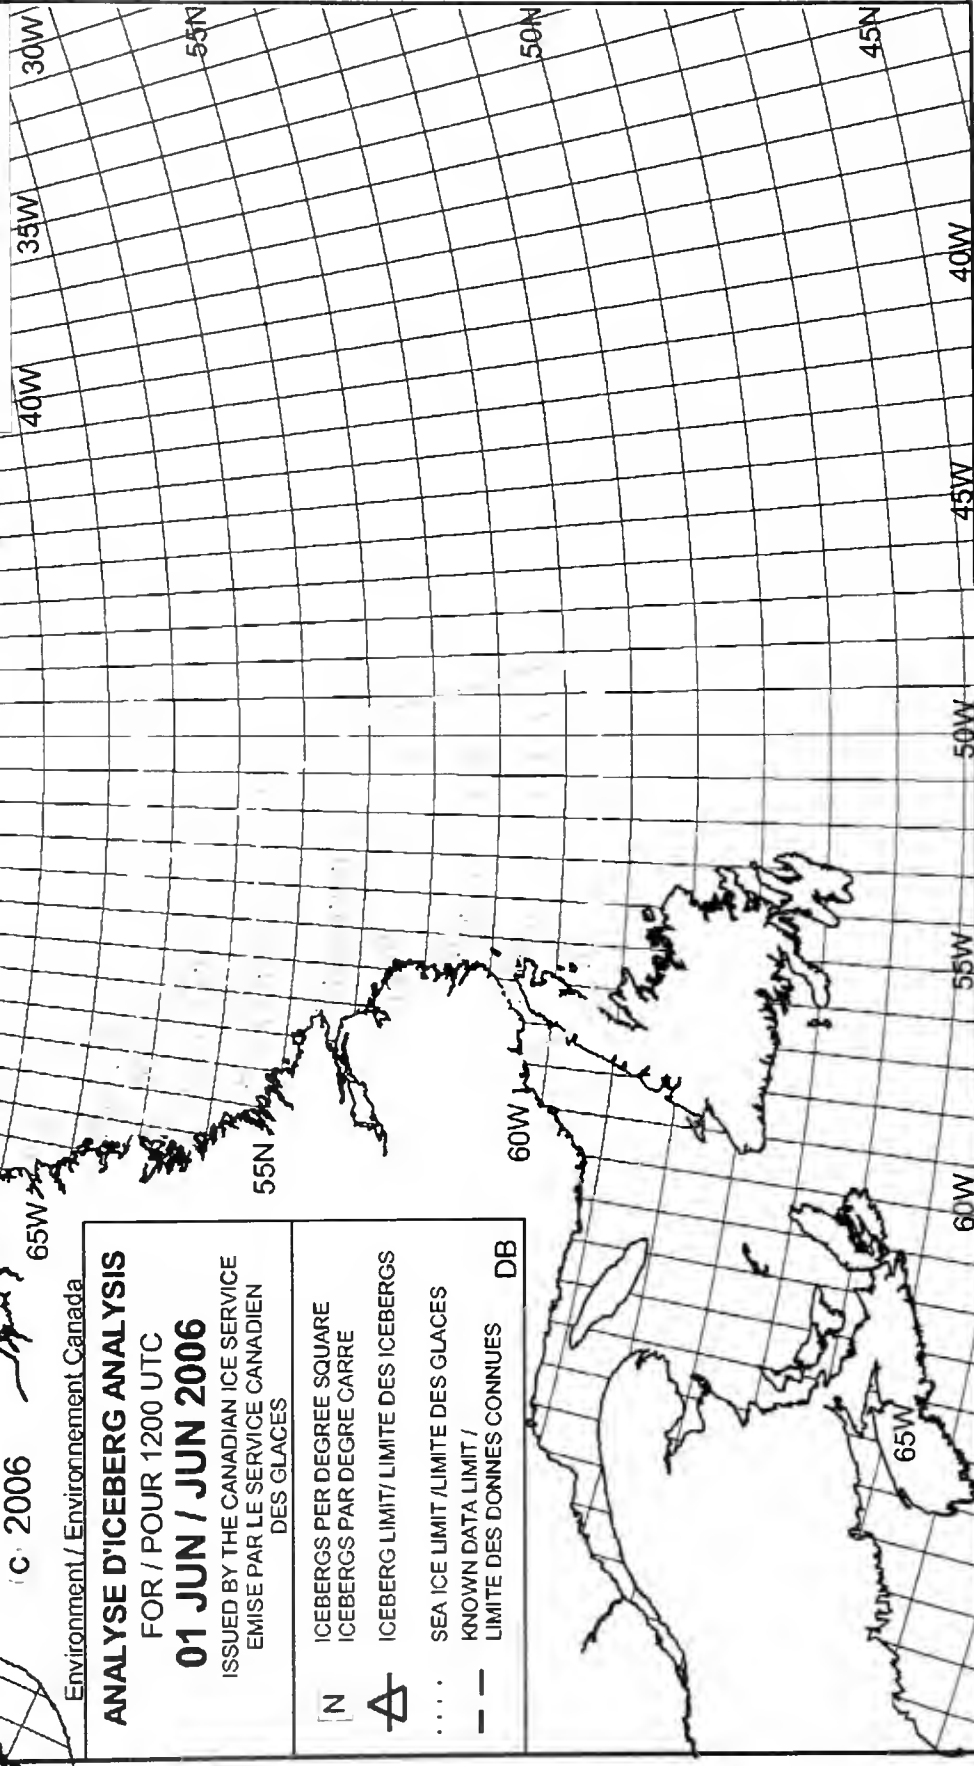 C 2006
Environment / Environnement Canada
ANALYSE D'ICEBERG ANALYSIS
FOR / POUR 1200 UTC
01 JUN / JUN 2006
ISSUED BY THE CANADIAN ICE SERVICE
EMISE PAR LE SERVICE CANADIEN
DES GLACES
N
ICEBERGS PER DEGREE SQUARE
ICEBERGS PAR DEGRE CARRE
ICEBERG LIMIT/ LIMITE DES ICEBERGS
SEA ICE LIMIT /LIMITE DES GLACES
KNOWN DATA LIMIT /
LIMITE DES DONNES CONNUES
DB
65W
55N
60W
40W
35W
30W
55N
50N
45N
40W
45W
50W
55W
60W
65W